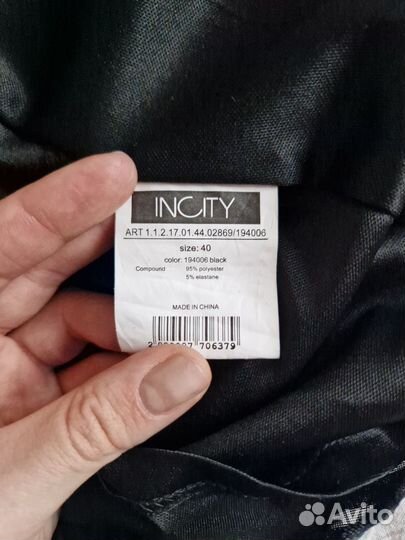 INCITY
ART 1.1.2.17.01.44.02869/194006
size: 40
color: 194006 black
Compound 95% polyester
5% elastane
MADE IN CHINA
706379
Avito